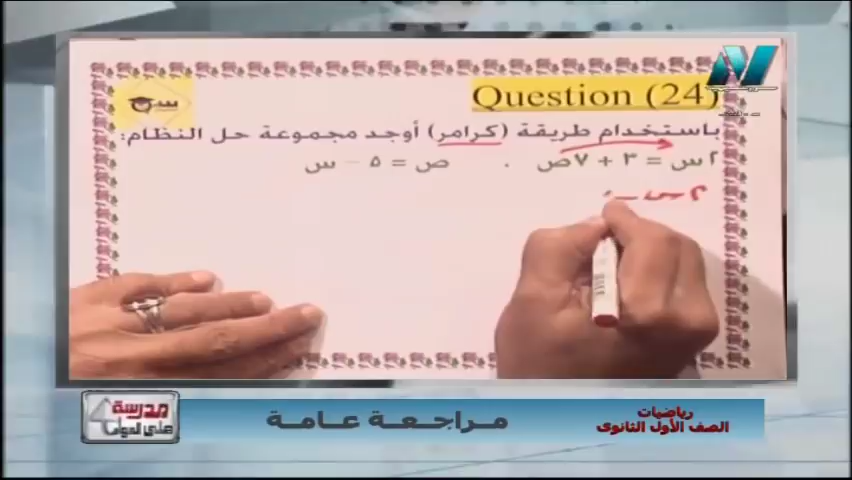 Question (24)
باستخدام طريقة (كرامر) أوجد مجموعة حل النظام:
٢س = ٣ + ٧ص ، ص = ٥ − س
٢س −
مدرسة
على الهواء
مراجعة عامة
رياضيات
الصف الأول الثانوى